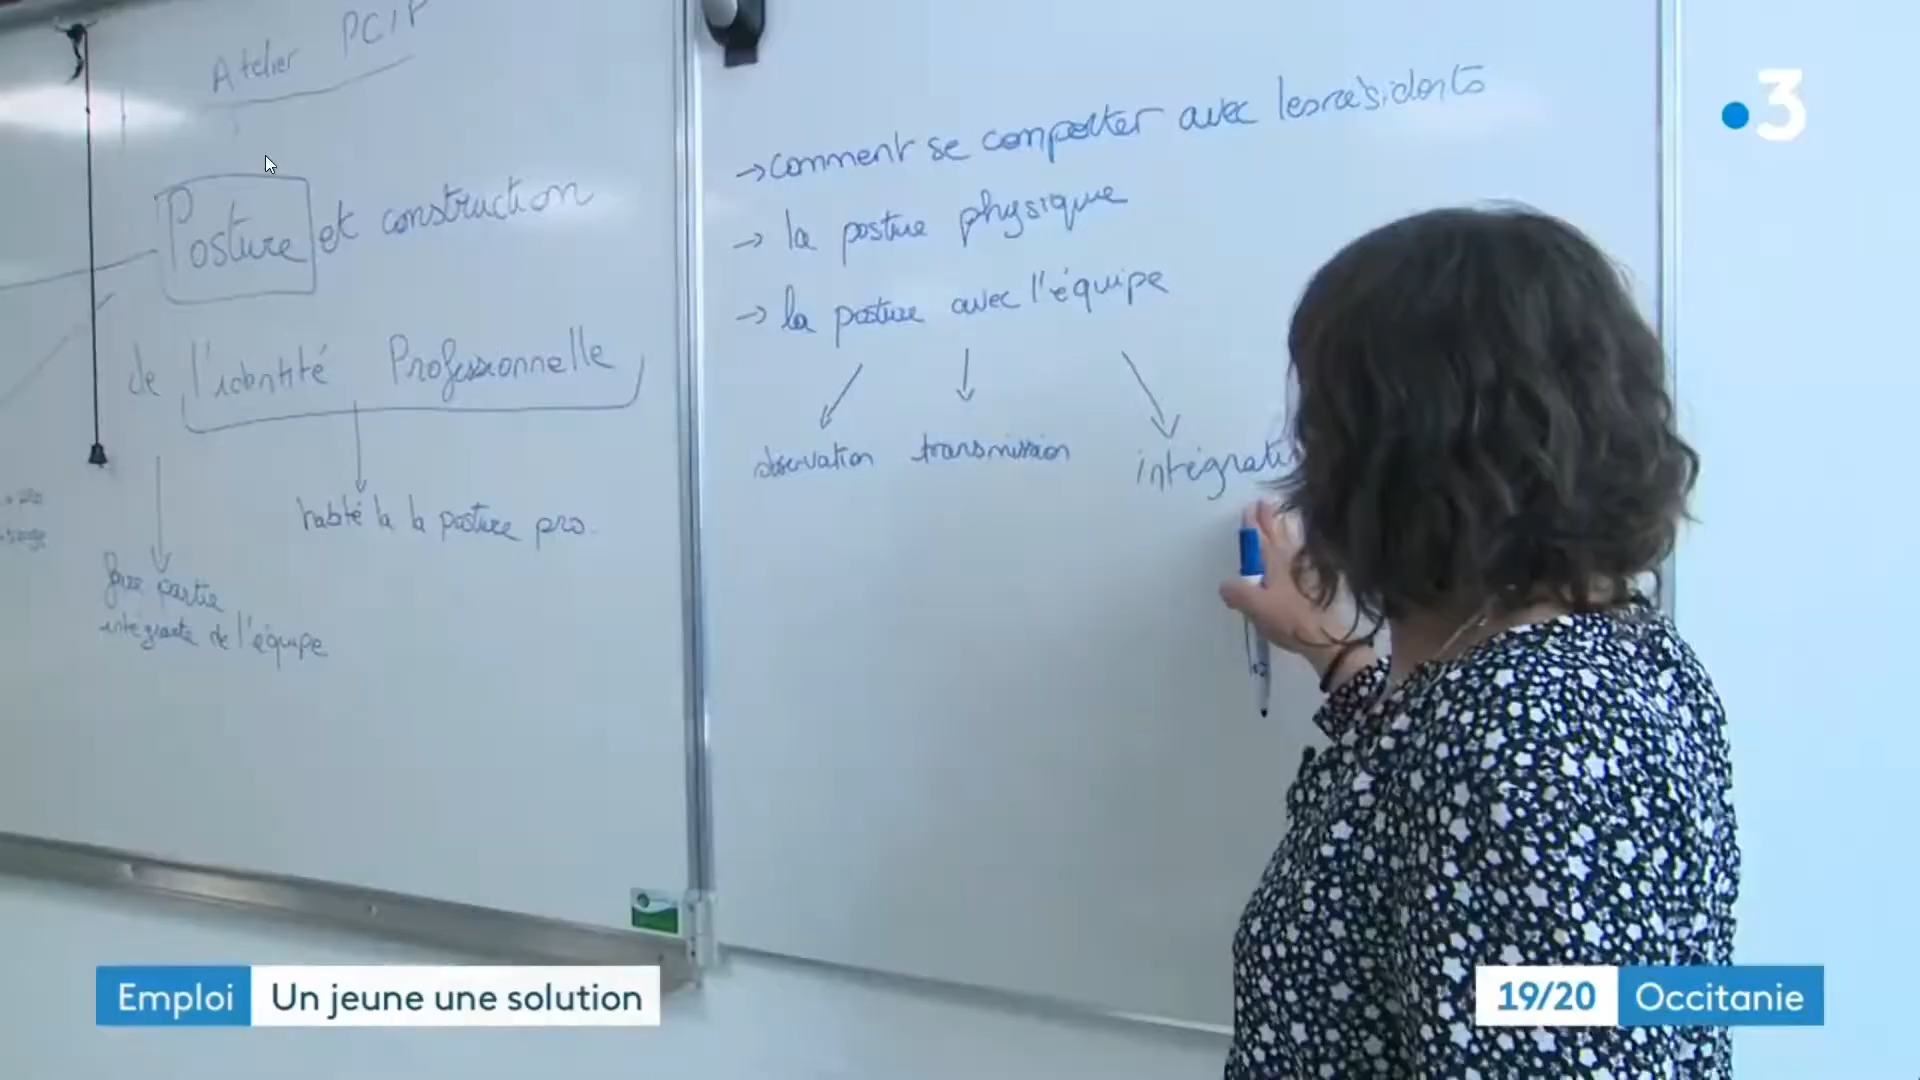 Atelier PCIP
Posture et construction
de l'identité Professionnelle
habité la la posture pro.
faire partie
intégrante de l'équipe
→ comment se comporter avec les résidents
→ la posture physique
→ la posture avec l'équipe
observation transmission intégrati
3
Emploi Un jeune une solution
19/20 Occitanie